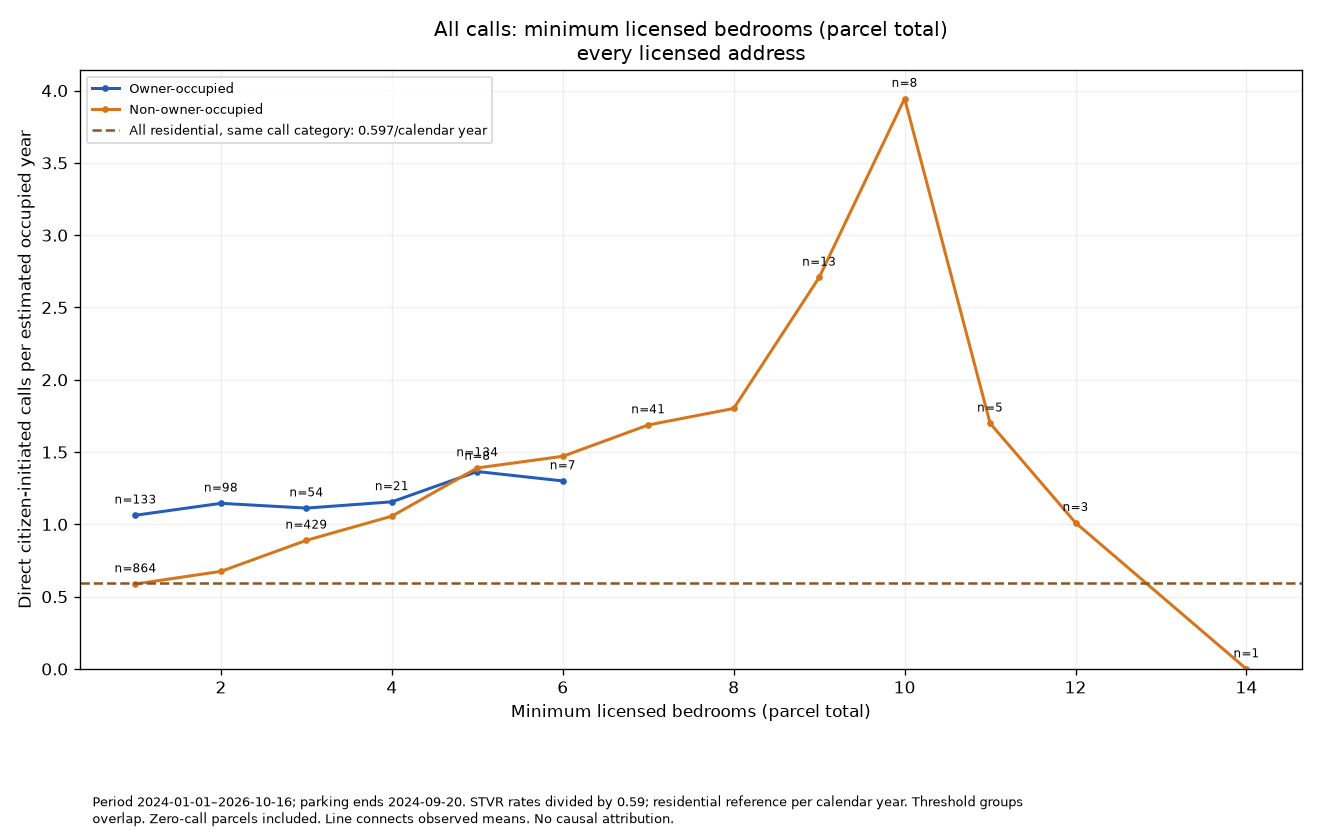 All calls: minimum licensed bedrooms (parcel total)
every licensed address
Direct citizen-initiated calls per estimated occupied year
4.0
3.5
3.0
2.5
2.0
1.5
1.0
0.5
0.0
Owner-occupied
Non-owner-occupied
All residential, same call category: 0.597/calendar year
n=8
n=13
n=41
n=5
n=134
n=8
n=7
n=21
n=54
n=98
n=133
n=429
n=3
n=864
n=1
2
4
6
8
10
12
14
Minimum licensed bedrooms (parcel total)
Period 2024-01-01–2026-10-16; parking ends 2024-09-20. STVR rates divided by 0.59; residential reference per calendar year. Threshold groups
overlap. Zero-call parcels included. Line connects observed means. No causal attribution.